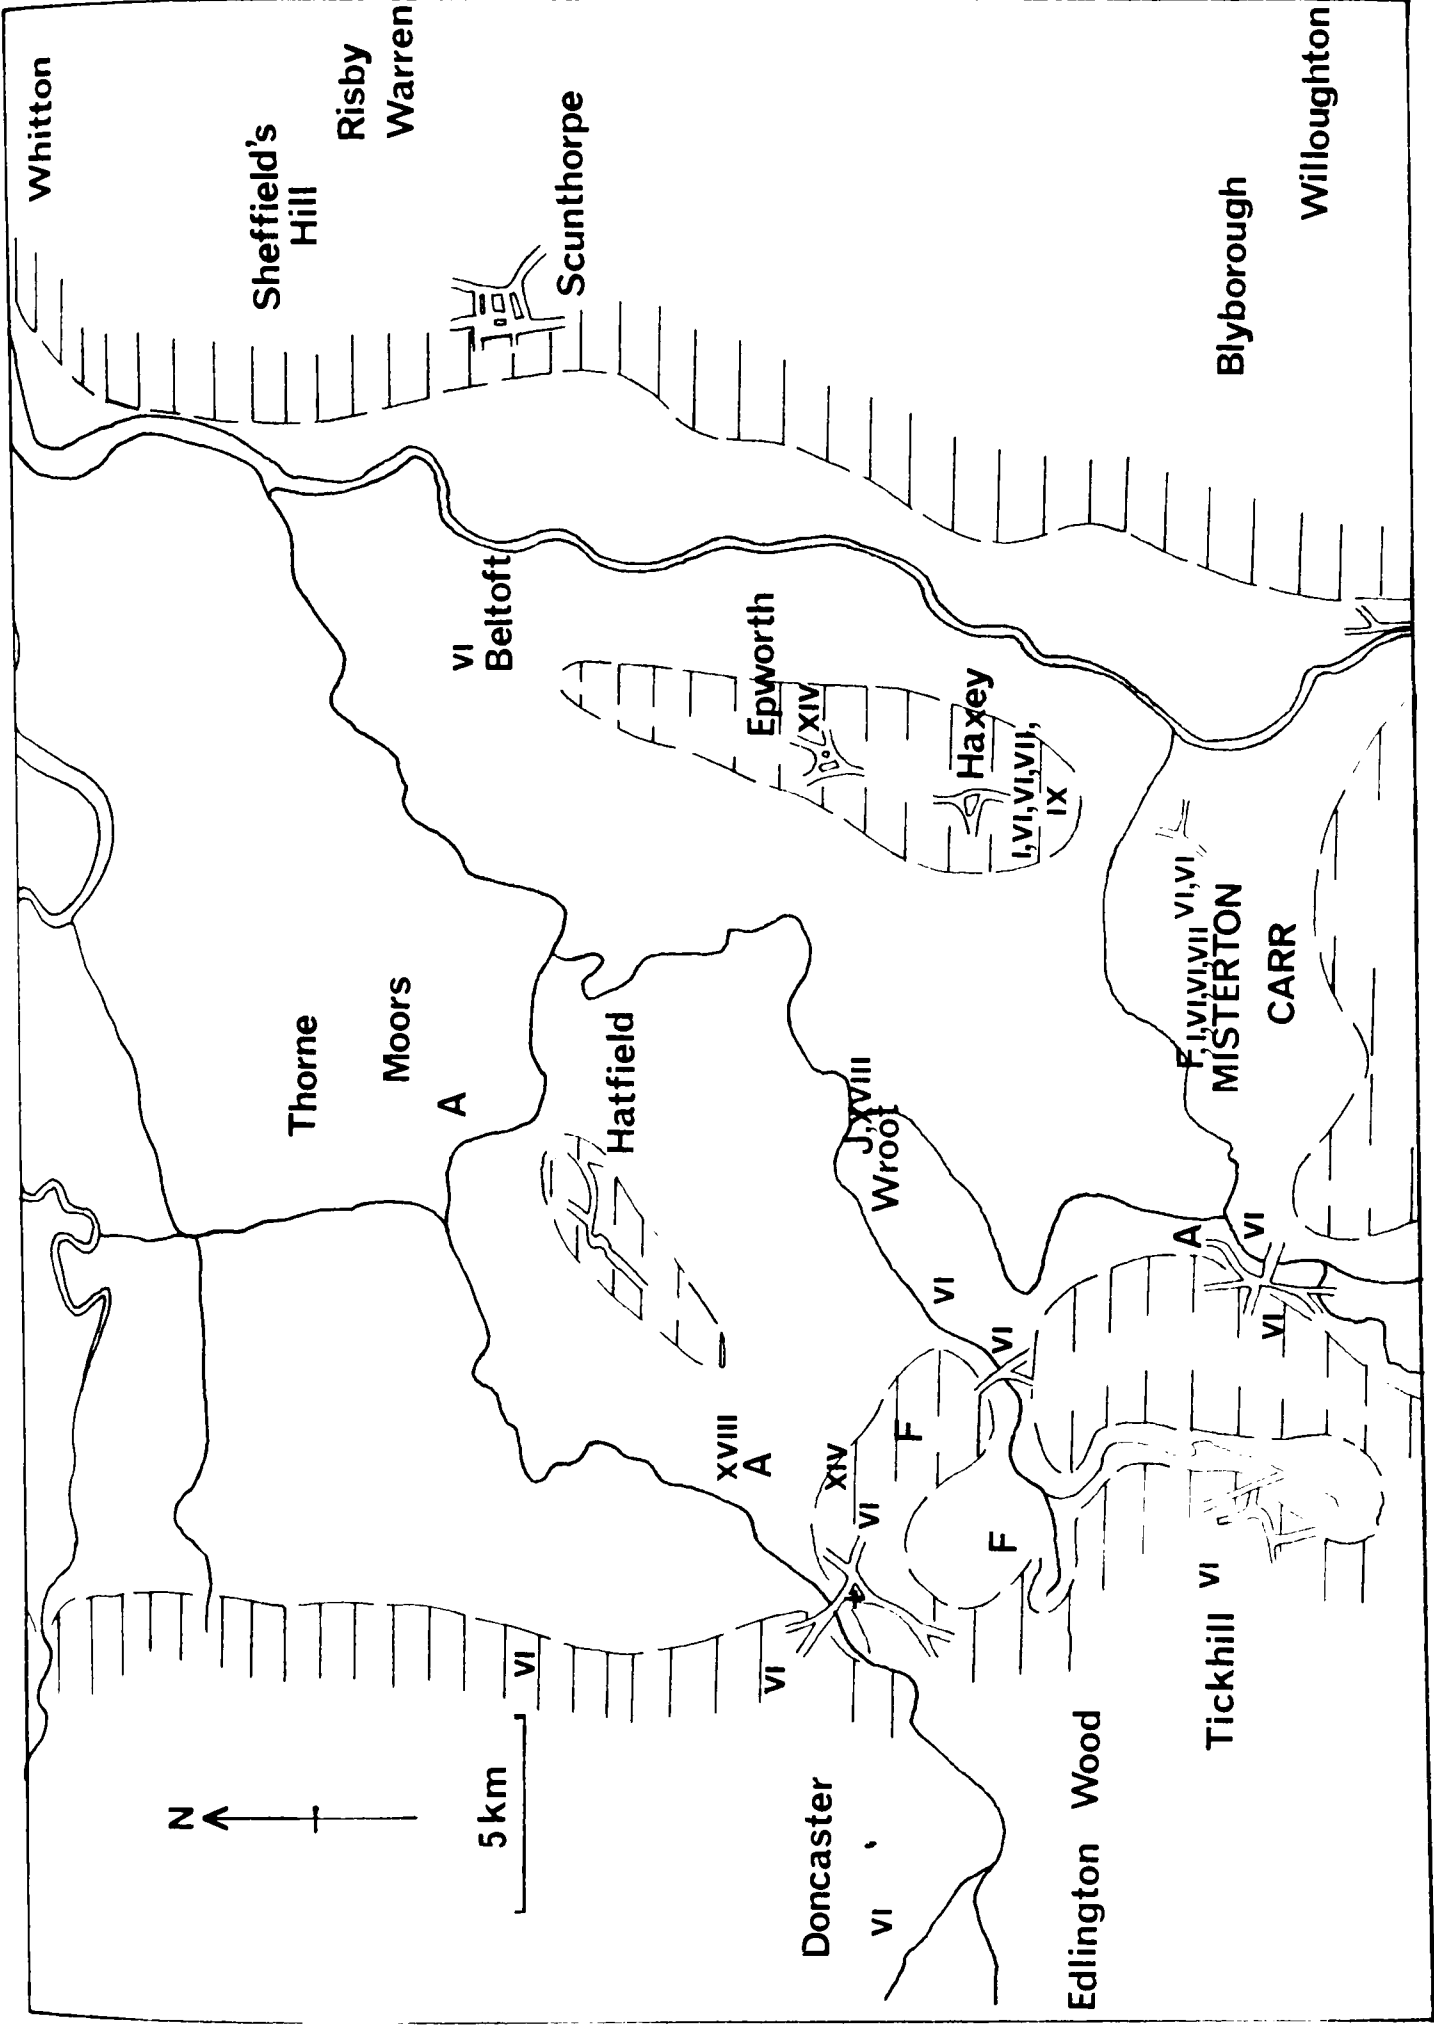 Whitton
N
Sheffield's
Hill
Thorne
Risby
Warren
Moors
A
VI
Beltoft
5km
VI
Scunthorpe
Hatfield
XVIII
A
Epworth
XIV
VI
Doncaster
VI
XIV
VI
F
J,XVIII
Wroot
VI
Haxey
I,VI,VI,VII,
IX
F
VI
Edlington Wood
A
F,I,VI,VI,VII VI,VI
MISTERTON
CARR
Tickhill VI
Blyborough
VI
VI
Willoughton